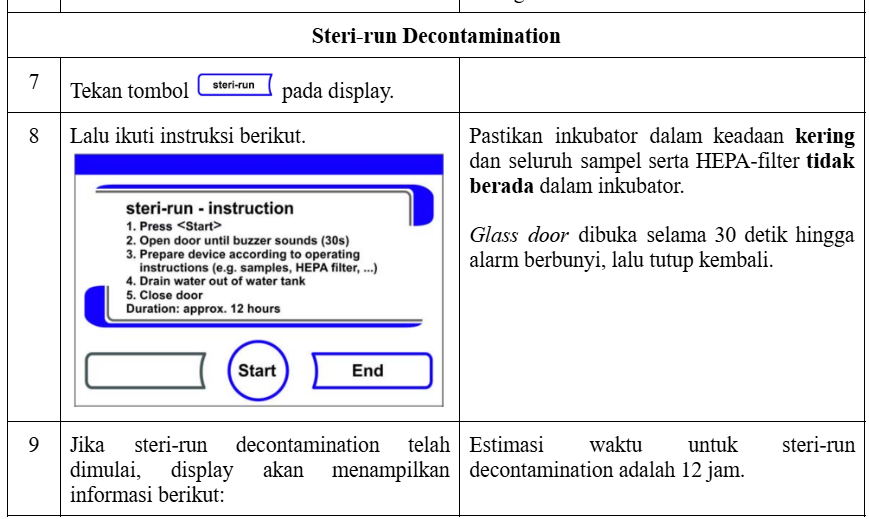 Steri-run Decontamination
7
Tekan tombol steri-run pada display.
8
Lalu ikuti instruksi berikut.
steri-run - instruction
1. Press <Start>
2. Open door until buzzer sounds (30s)
3. Prepare device according to operating
instructions (e.g. samples, HEPA filter, ...)
4. Drain water out of water tank
5. Close door
Duration: approx. 12 hours
Start
End
Pastikan inkubator dalam keadaan kering
dan seluruh sampel serta HEPA-filter tidak
berada dalam inkubator.
Glass door dibuka selama 30 detik hingga
alarm berbunyi, lalu tutup kembali.
9
Jika steri-run decontamination telah
dimulai, display akan menampilkan
informasi berikut:
Estimasi waktu untuk steri-run
decontamination adalah 12 jam.